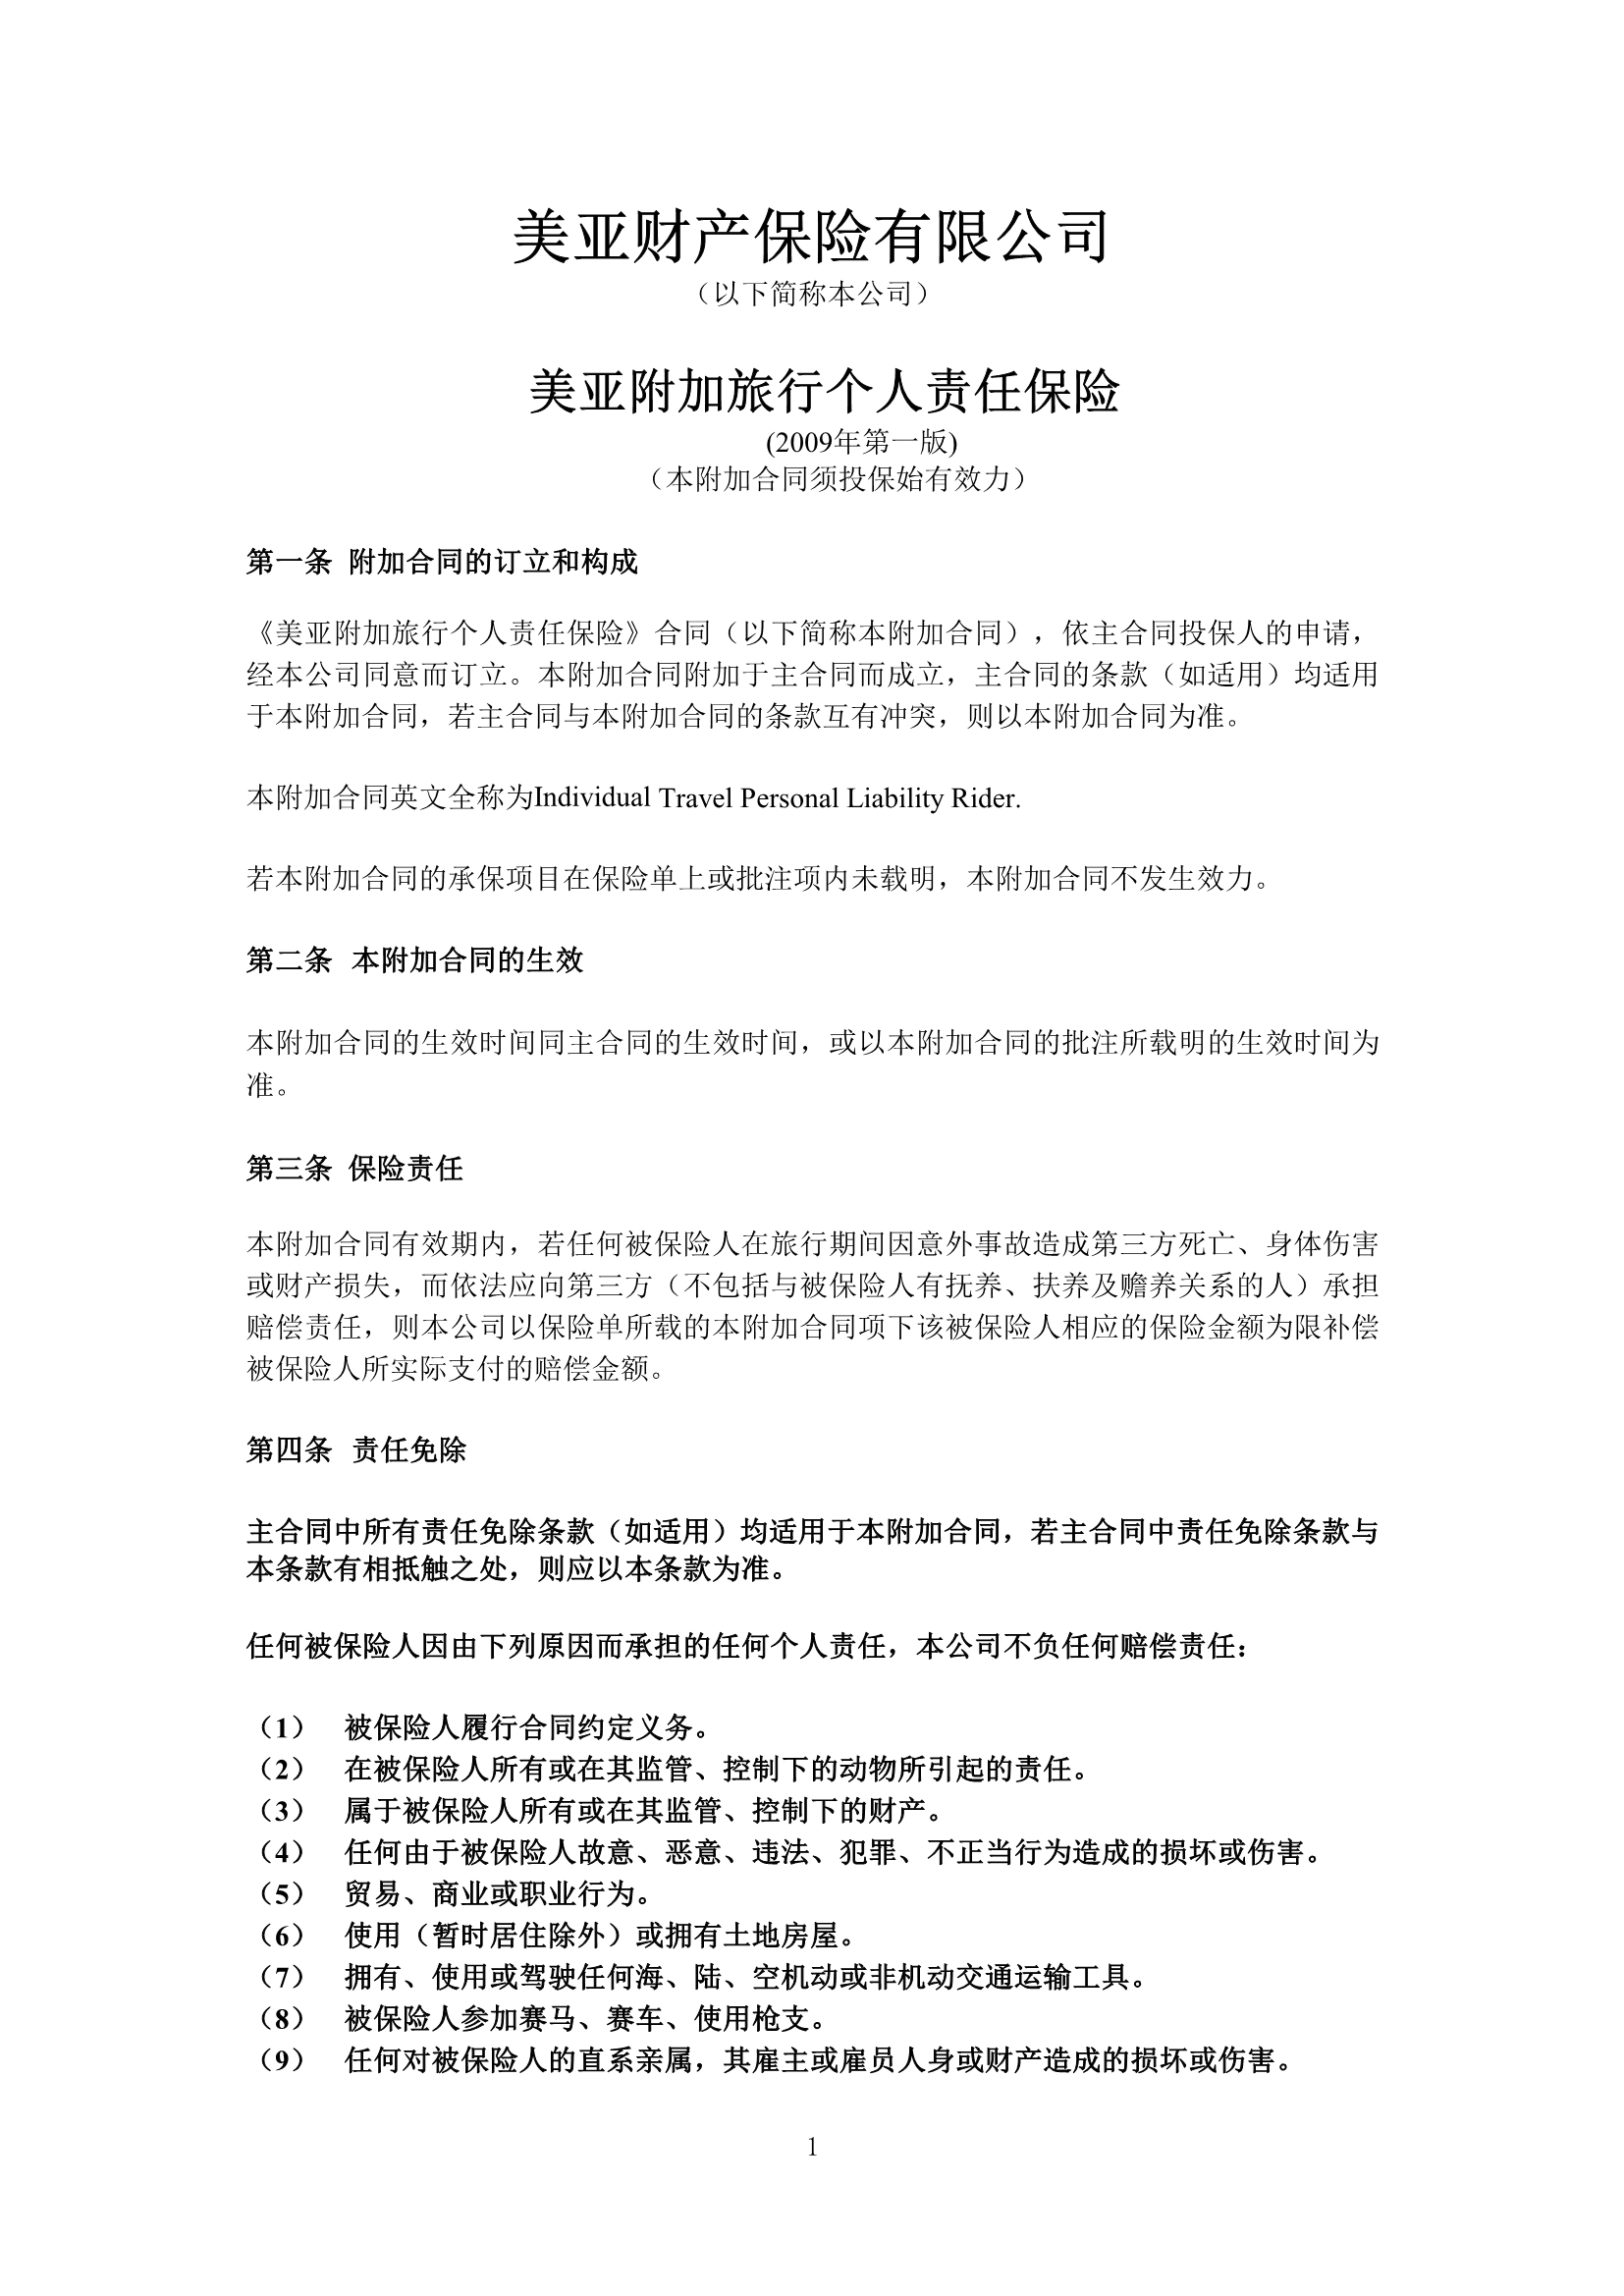 美亚财产保险有限公司
（以下简称本公司）
美亚附加旅行个人责任保险
(2009年第一版)
（本附加合同须投保始有效力）
第一条 附加合同的订立和构成
《美亚附加旅行个人责任保险》合同（以下简称本附加合同），依主合同投保人的申请，
经本公司同意而订立。本附加合同附加于主合同而成立，主合同的条款（如适用）均适用
于本附加合同，若主合同与本附加合同的条款互有冲突，则以本附加合同为准。
本附加合同英文全称为Individual Travel Personal Liability Rider.
若本附加合同的承保项目在保险单上或批注项内未载明，本附加合同不发生效力。
第二条 本附加合同的生效
本附加合同的生效时间同主合同的生效时间，或以本附加合同的批注所载明的生效时间为
准。
第三条 保险责任
本附加合同有效期内，若任何被保险人在旅行期间因意外事故造成第三方死亡、身体伤害
或财产损失，而依法应向第三方（不包括与被保险人有抚养、扶养及赡养关系的人）承担
赔偿责任，则本公司以保险单所载的本附加合同项下该被保险人相应的保险金额为限补偿
被保险人所实际支付的赔偿金额。
第四条 责任免除
主合同中所有责任免除条款（如适用）均适用于本附加合同，若主合同中责任免除条款与
本条款有相抵触之处，则应以本条款为准。
任何被保险人因由下列原因而承担的任何个人责任，本公司不负任何赔偿责任：
（1） 被保险人履行合同约定义务。
（2） 在被保险人所有或在其监管、控制下的动物所引起的责任。
（3） 属于被保险人所有或在其监管、控制下的财产。
（4） 任何由于被保险人故意、恶意、违法、犯罪、不正当行为造成的损坏或伤害。
（5） 贸易、商业或职业行为。
（6） 使用（暂时居住除外）或拥有土地房屋。
（7） 拥有、使用或驾驶任何海、陆、空机动或非机动交通运输工具。
（8） 被保险人参加赛马、赛车、使用枪支。
（9） 任何对被保险人的直系亲属，其雇主或雇员人身或财产造成的损坏或伤害。
1